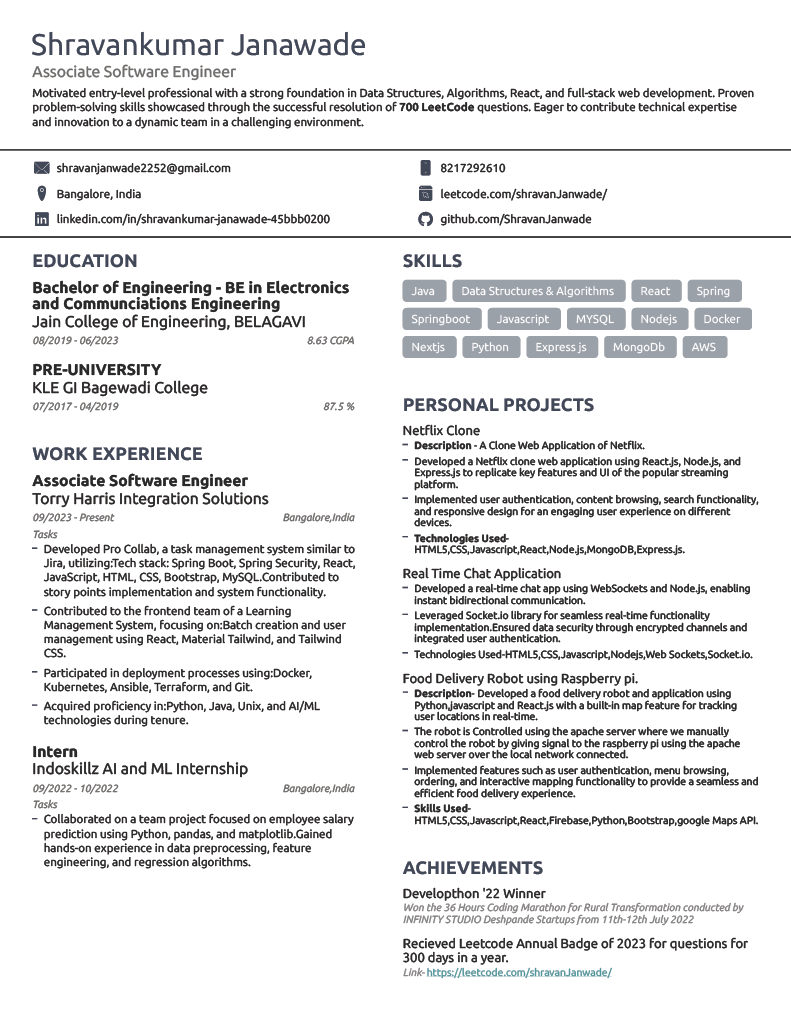 Shravankumar Janawade
Associate Software Engineer
Motivated entry-level professional with a strong foundation in Data Structures, Algorithms, React, and full-stack web development. Proven
problem-solving skills showcased through the successful resolution of 700 LeetCode questions. Eager to contribute technical expertise
and innovation to a dynamic team in a challenging environment.
shravanjanwade2252@gmail.com
8217292610
Bangalore, India
leetcode.com/shravanJanwade/
linkedin.com/in/shravankumar-janawade-45bbb0200
github.com/ShravanJanwade
EDUCATION
Bachelor of Engineering - BE in Electronics
and Communciations Engineering
Jain College of Engineering, BELAGAVI
08/2019 - 06/2023 8.63 CGPA
PRE-UNIVERSITY
KLE GI Bagewadi College
07/2017 - 04/2019 87.5 %
WORK EXPERIENCE
Associate Software Engineer
Torry Harris Integration Solutions
09/2023 - Present Bangalore,India
Tasks
– Developed Pro Collab, a task management system similar to
Jira, utilizing:Tech stack: Spring Boot, Spring Security, React,
JavaScript, HTML, CSS, Bootstrap, MySQL.Contributed to
story points implementation and system functionality.
– Contributed to the frontend team of a Learning
Management System, focusing on:Batch creation and user
management using React, Material Tailwind, and Tailwind
CSS.
– Participated in deployment processes using:Docker,
Kubernetes, Ansible, Terraform, and Git.
– Acquired proficiency in:Python, Java, Unix, and AI/ML
technologies during tenure.
Intern
Indoskillz AI and ML Internship
09/2022 - 10/2022 Bangalore,India
Tasks
– Collaborated on a team project focused on employee salary
prediction using Python, pandas, and matplotlib.Gained
hands-on experience in data preprocessing, feature
engineering, and regression algorithms.
SKILLS
Java Data Structures & Algorithms React Spring
Springboot Javascript MYSQL Nodejs Docker
Nextjs Python Express js MongoDb AWS
PERSONAL PROJECTS
Netflix Clone
– Description - A Clone Web Application of Netflix.
– Developed a Netflix clone web application using React.js, Node.js, and
Express.js to replicate key features and UI of the popular streaming
platform.
– Implemented user authentication, content browsing, search functionality,
and responsive design for an engaging user experience on different
devices.
– Technologies Used-
HTML5,CSS,Javascript,React,Node.js,MongoDB,Express.js.
Real Time Chat Application
– Developed a real-time chat app using WebSockets and Node.js, enabling
instant bidirectional communication.
– Leveraged Socket.io library for seamless real-time functionality
implementation.Ensured data security through encrypted channels and
integrated user authentication.
– Technologies Used-HTML5,CSS,Javascript,Nodejs,Web Sockets,Socket.io.
Food Delivery Robot using Raspberry pi.
– Description- Developed a food delivery robot and application using
Python,javascript and React.js with a built-in map feature for tracking
user locations in real-time.
– The robot is Controlled using the apache server where we manually
control the robot by giving signal to the raspberry pi using the apache
web server over the local network connected.
– Implemented features such as user authentication, menu browsing,
ordering, and interactive mapping functionality to provide a seamless and
efficient food delivery experience.
– Skills Used-
HTML5,CSS,Javascript,React,Firebase,Python,Bootstrap,google Maps API.
ACHIEVEMENTS
Developthon '22 Winner
Won the 36 Hours Coding Marathon for Rural Transformation conducted by
INFINITY STUDIO Deshpande Startups from 11th-12th July 2022
Recieved Leetcode Annual Badge of 2023 for questions for
300 days in a year.
Link- https://leetcode.com/shravanJanwade/